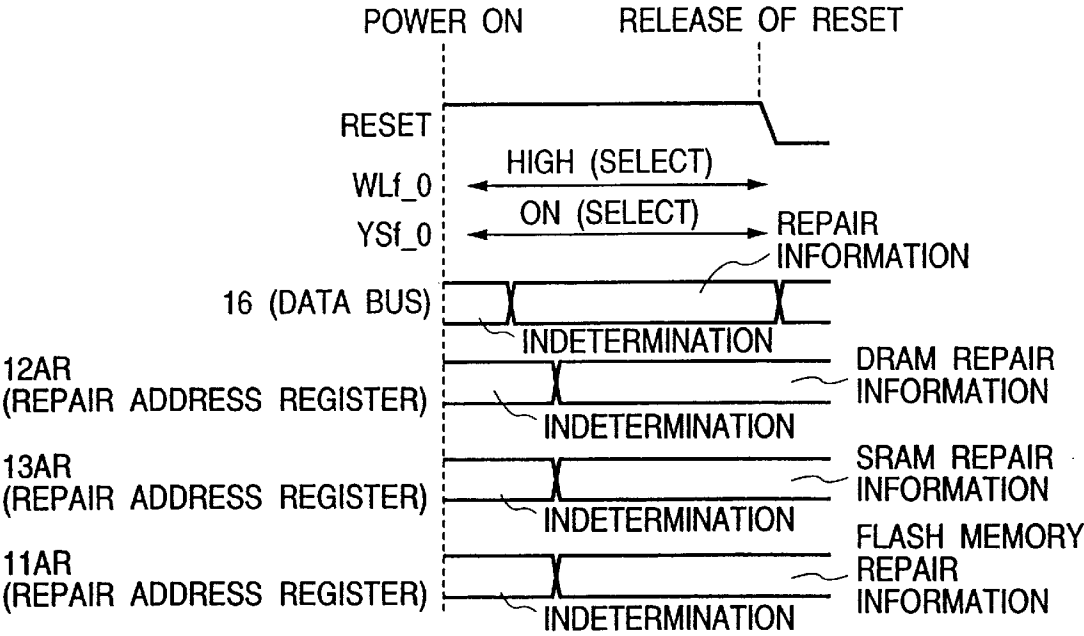 POWER ON
RELEASE OF RESET
RESET
HIGH (SELECT)
WLf_0
ON (SELECT)
YSf_0
REPAIR
INFORMATION
16 (DATA BUS)
INDETERMINATION
12AR
(REPAIR ADDRESS REGISTER)
DRAM REPAIR
INFORMATION
INDETERMINATION
13AR
(REPAIR ADDRESS REGISTER)
SRAM REPAIR
INFORMATION
INDETERMINATION
11AR
(REPAIR ADDRESS REGISTER)
FLASH MEMORY
REPAIR
INFORMATION
INDETERMINATION